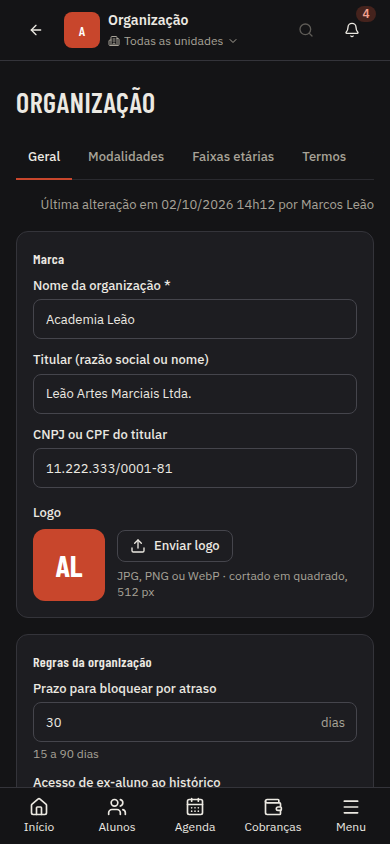 A
Organização
Todas as unidades
4
ORGANIZAÇÃO
Geral Modalidades Faixas etárias Termos
Última alteração em 02/10/2026 14h12 por Marcos Leão
Marca
Nome da organização *
Academia Leão
Titular (razão social ou nome)
Leão Artes Marciais Ltda.
CNPJ ou CPF do titular
11.222.333/0001-81
Logo
AL
Enviar logo
JPG, PNG ou WebP · cortado em quadrado,
512 px
Regras da organização
Prazo para bloquear por atraso
30 dias
15 a 90 dias
Acesso de ex-aluno ao histórico
Início Alunos Agenda Cobranças Menu